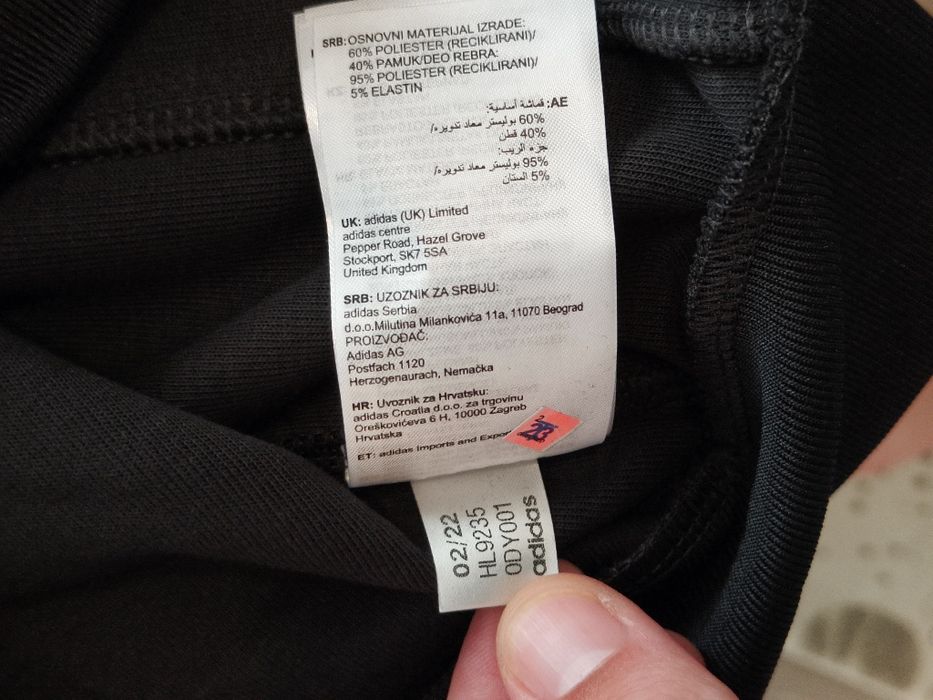 SRB: OSNOVNI MATERIJAL IZRADE:
60% POLIESTER (RECIKLIRANI)/
40% PAMUK/DEO REBRA:
95% POLIESTER (RECIKLIRANI)/
5% ELASTIN
AE: قماشة أساسية:
60% بوليستر معاد تدويره/
40% قطن
جزء الريب:
95% بوليستر معاد تدويره/
5% الستان
UK: adidas (UK) Limited
adidas centre
Pepper Road, Hazel Grove
Stockport, SK7 5SA
United Kingdom
SRB: UZOZNIK ZA SRBIJU:
adidas Serbia
d.o.o.Milutina Milankovića 11a, 11070 Beograd
PROIZVOĐAČ:
Adidas AG
Postfach 1120
Herzogenaurach, Nemačka
HR: Uvoznik za Hrvatsku:
adidas Croatia d.o.o. za trgovinu
Oreškovićeva 6 H, 10000 Zagreb
Hrvatska
ET: adidas Imports and
02/22
HL9235
0DY001
adidas